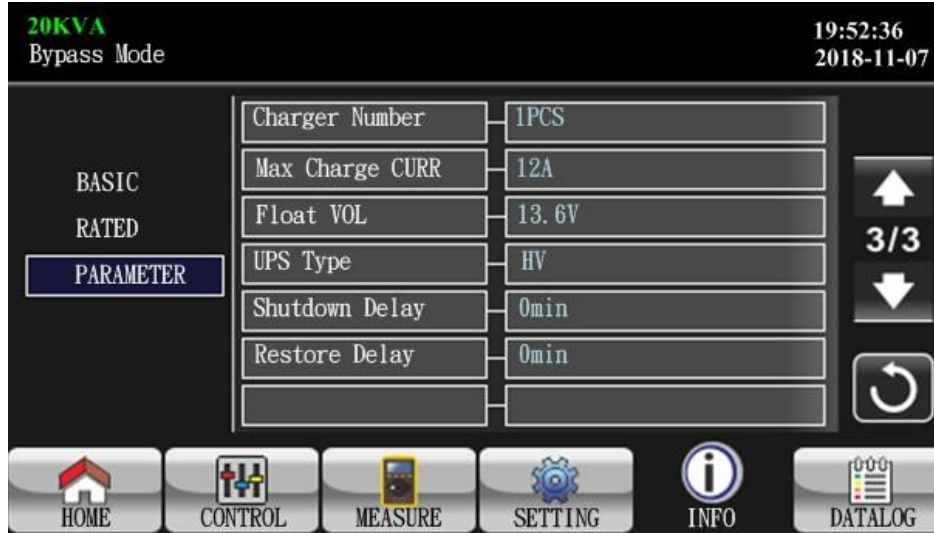 20KVA
Bypass Mode
19:52:36
2018-11-07
BASIC
RATED
PARAMETER
Charger Number 1PCS
Max Charge CURR 12A
Float VOL 13.6V
UPS Type HV
Shutdown Delay 0min
Restore Delay 0min
3/3
HOME
CONTROL
MEASURE
SETTING
INFO
DATALOG